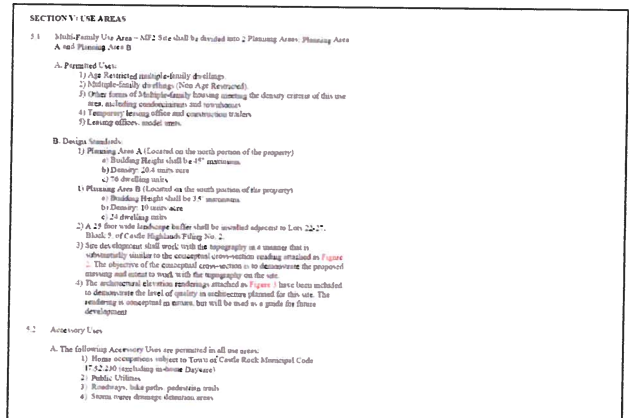 SECTION V: USE AREAS
5.1 Multi-Family Use Area – MF2 Site shall be divided into 2 Planning Areas: Planning Area
A and Planning Area B
A. Permitted Uses:
1) Age Restricted multiple-family dwellings
2) Multiple-family dwellings (Non Age Restricted).
3) Other forms of Multiple-family housing meeting the density criteria of this use
area, including condominiums and townhouses
4) Temporary leasing office and construction trailers
5) Leasing offices, model units.
B. Design Standards:
1) Planning Area A (Located on the north portion of the property)
a) Building Height shall be 45' maximum
b) Density: 20.4 units acre
c) 76 dwelling units
1) Planning Area B (Located on the south portion of the property)
a) Building Height shall be 35' maximum
b) Density: 10 units acre
c) 24 dwelling units
2) A 25 foot wide landscape buffer shall be installed adjacent to Lots 22-27,
Block 9, of Castle Highlands Filing No. 2.
3) Site development shall work with the topography in a manner that is
substantially similar to the conceptual cross-section reading attached as Figure
2. The objective of the conceptual cross-section is to demonstrate the proposed
massing and intent to work with the topography on the site.
4) The architectural elevation renderings attached as Figure 3 have been included
to demonstrate the level of quality in architecture planned for this site. The
rendering is conceptual in nature, but will be used as a guide for future
development
5.2 Accessory Uses
A. The following Accessory Uses are permitted in all use areas:
1) Home occupations subject to Town of Castle Rock Municipal Code
17.52.230 (excluding in-home Daycare)
2) Public Utilities
3) Roadways, bike paths, pedestrian trails
4) Storm water drainage detention areas